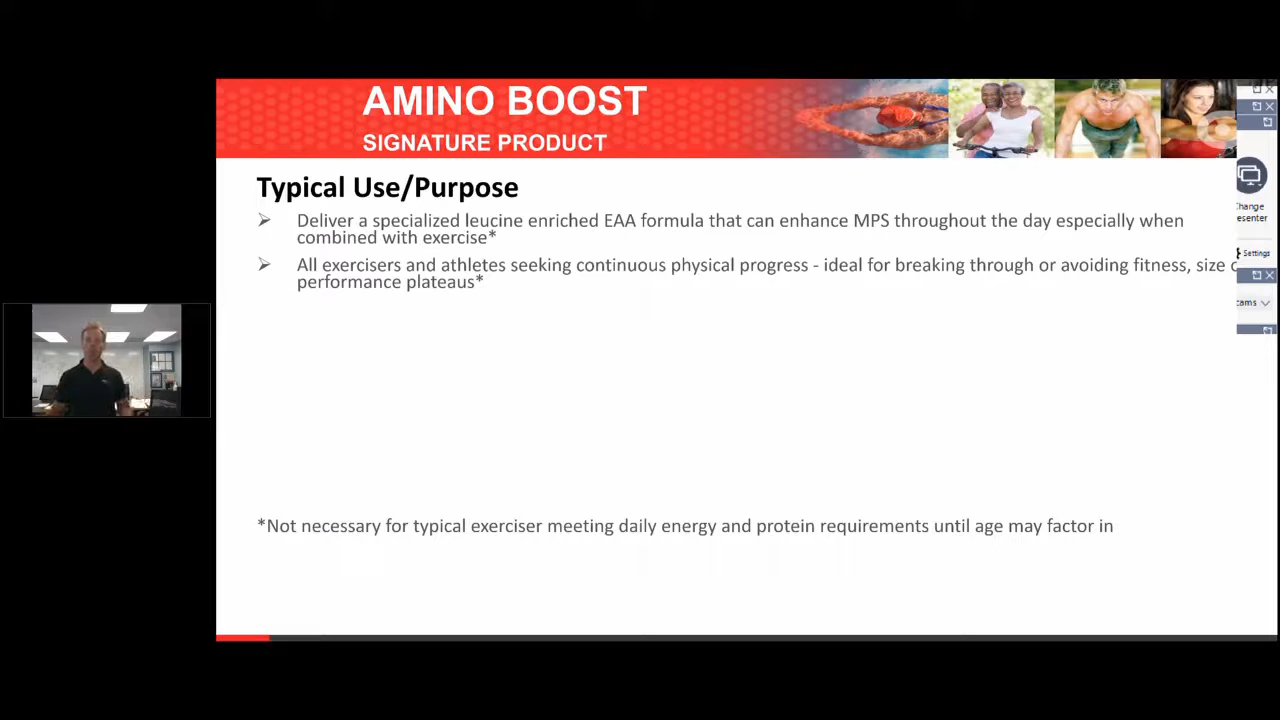 AMINO BOOST
SIGNATURE PRODUCT
Typical Use/Purpose
➢ Deliver a specialized leucine enriched EAA formula that can enhance MPS throughout the day especially when
combined with exercise*
➢ All exercisers and athletes seeking continuous physical progress - ideal for breaking through or avoiding fitness, size
performance plateaus*
*Not necessary for typical exerciser meeting daily energy and protein requirements until age may factor in
Change
esenter
Settings
cams